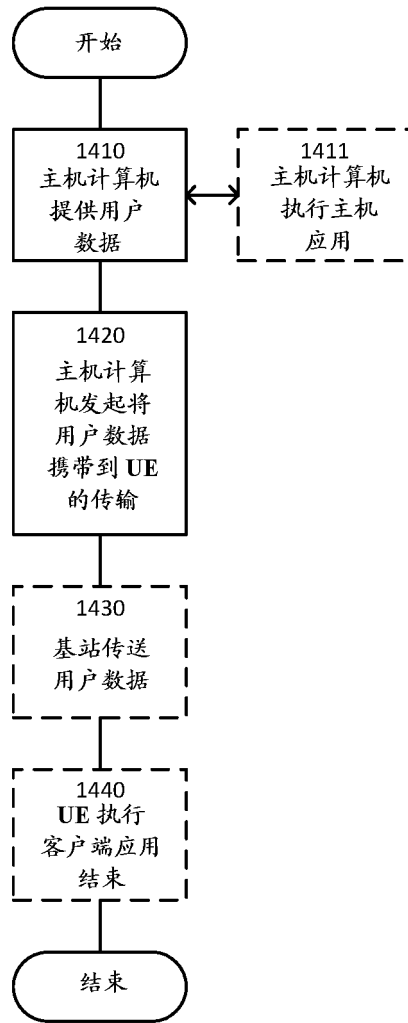 开始
1410
主机计算机
提供用户
数据
1411
主机计算机
执行主机
应用
1420
主机计算
机发起将
用户数据
携带到 UE
的传输
1430
基站传送
用户数据
1440
UE 执行
客户端应用
结束
结束